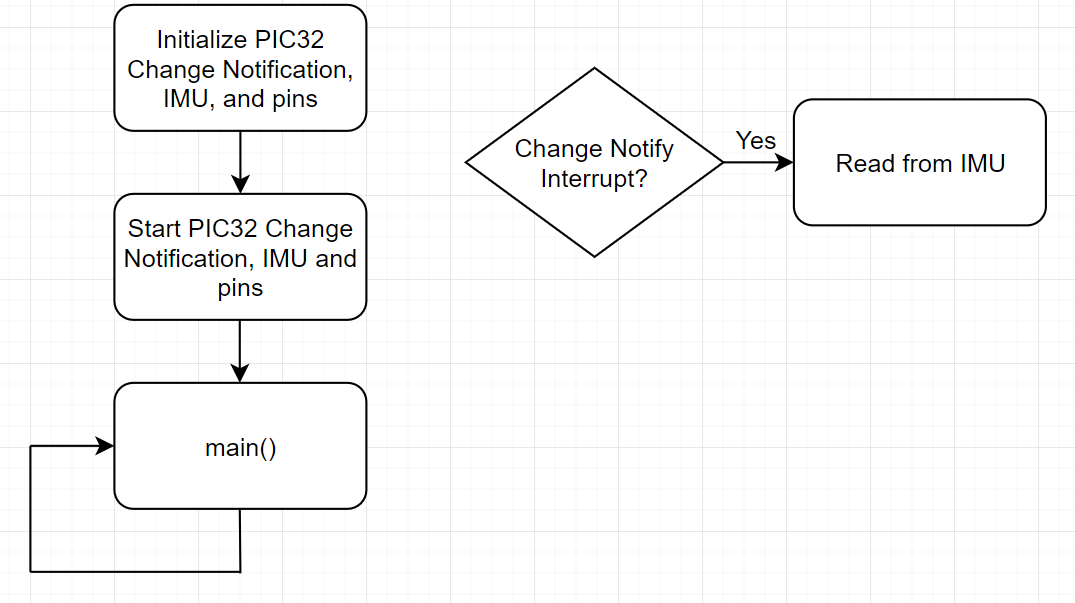 Initialize PIC32
Change Notification,
IMU, and pins
Start PIC32 Change
Notification, IMU and
pins
main()
Change Notify
Interrupt?
Yes
Read from IMU